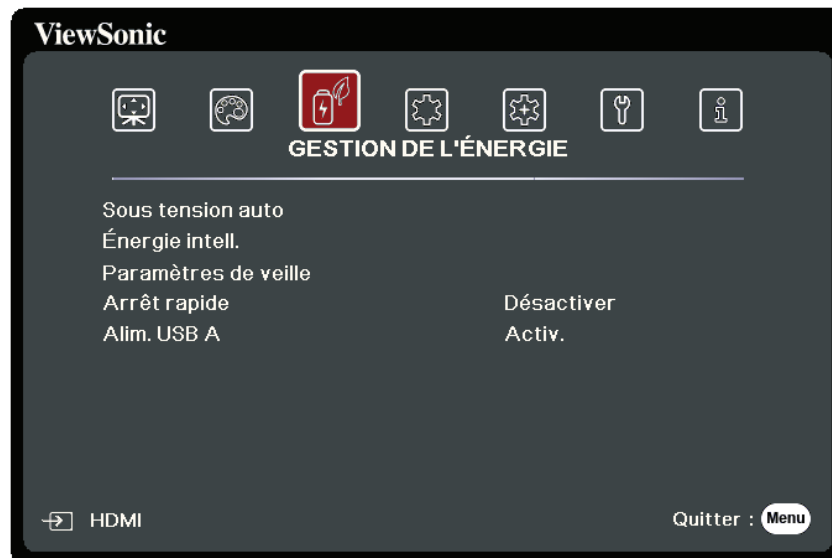 ViewSonic
GESTION DE L'ÉNERGIE
Sous tension auto
Énergie intell.
Paramètres de veille
Arrêt rapide Désactiver
Alim. USB A Activ.
HDMI Quitter : Menu